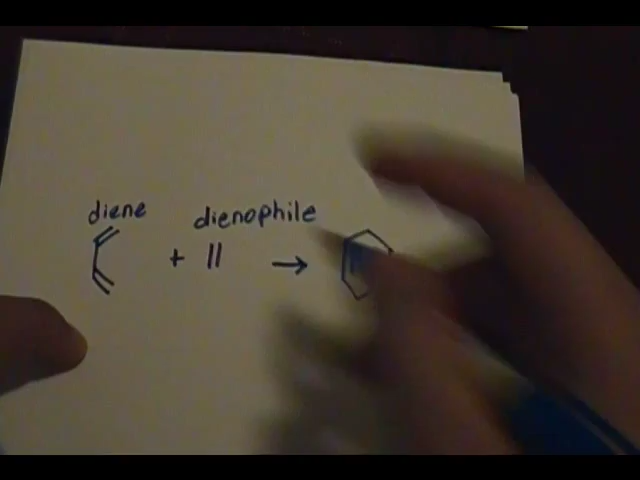 diene dienophile
+ →